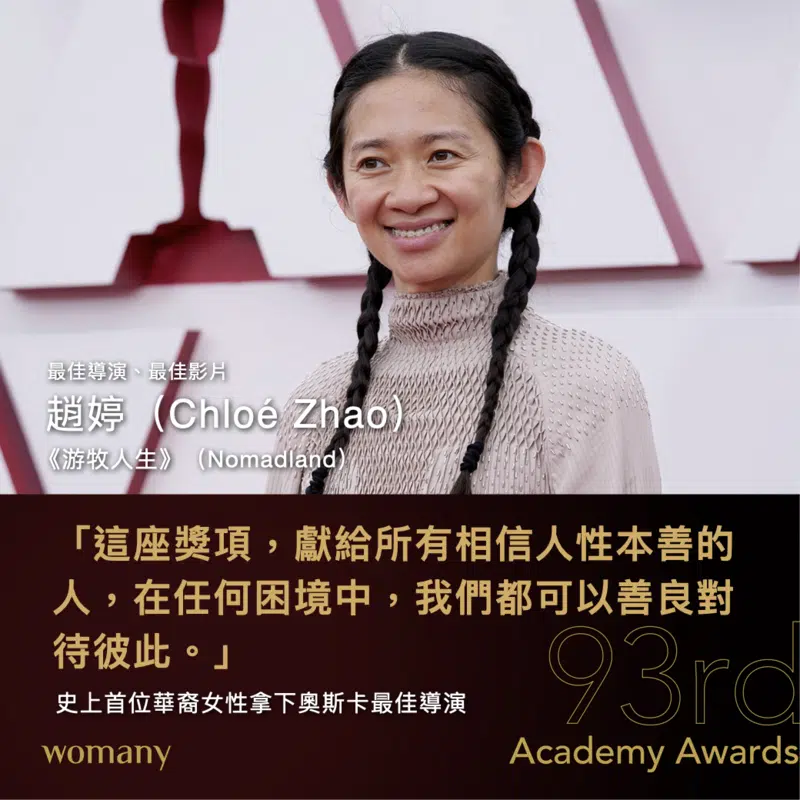 最佳導演、最佳影片
趙婷（Chloé Zhao）
《游牧人生》（Nomadland）
「這座獎項，獻給所有相信人性本善的
人，在任何困境中，我們都可以善良對
待彼此。」
史上首位華裔女性拿下奧斯卡最佳導演
93rd
womany
Academy Awards